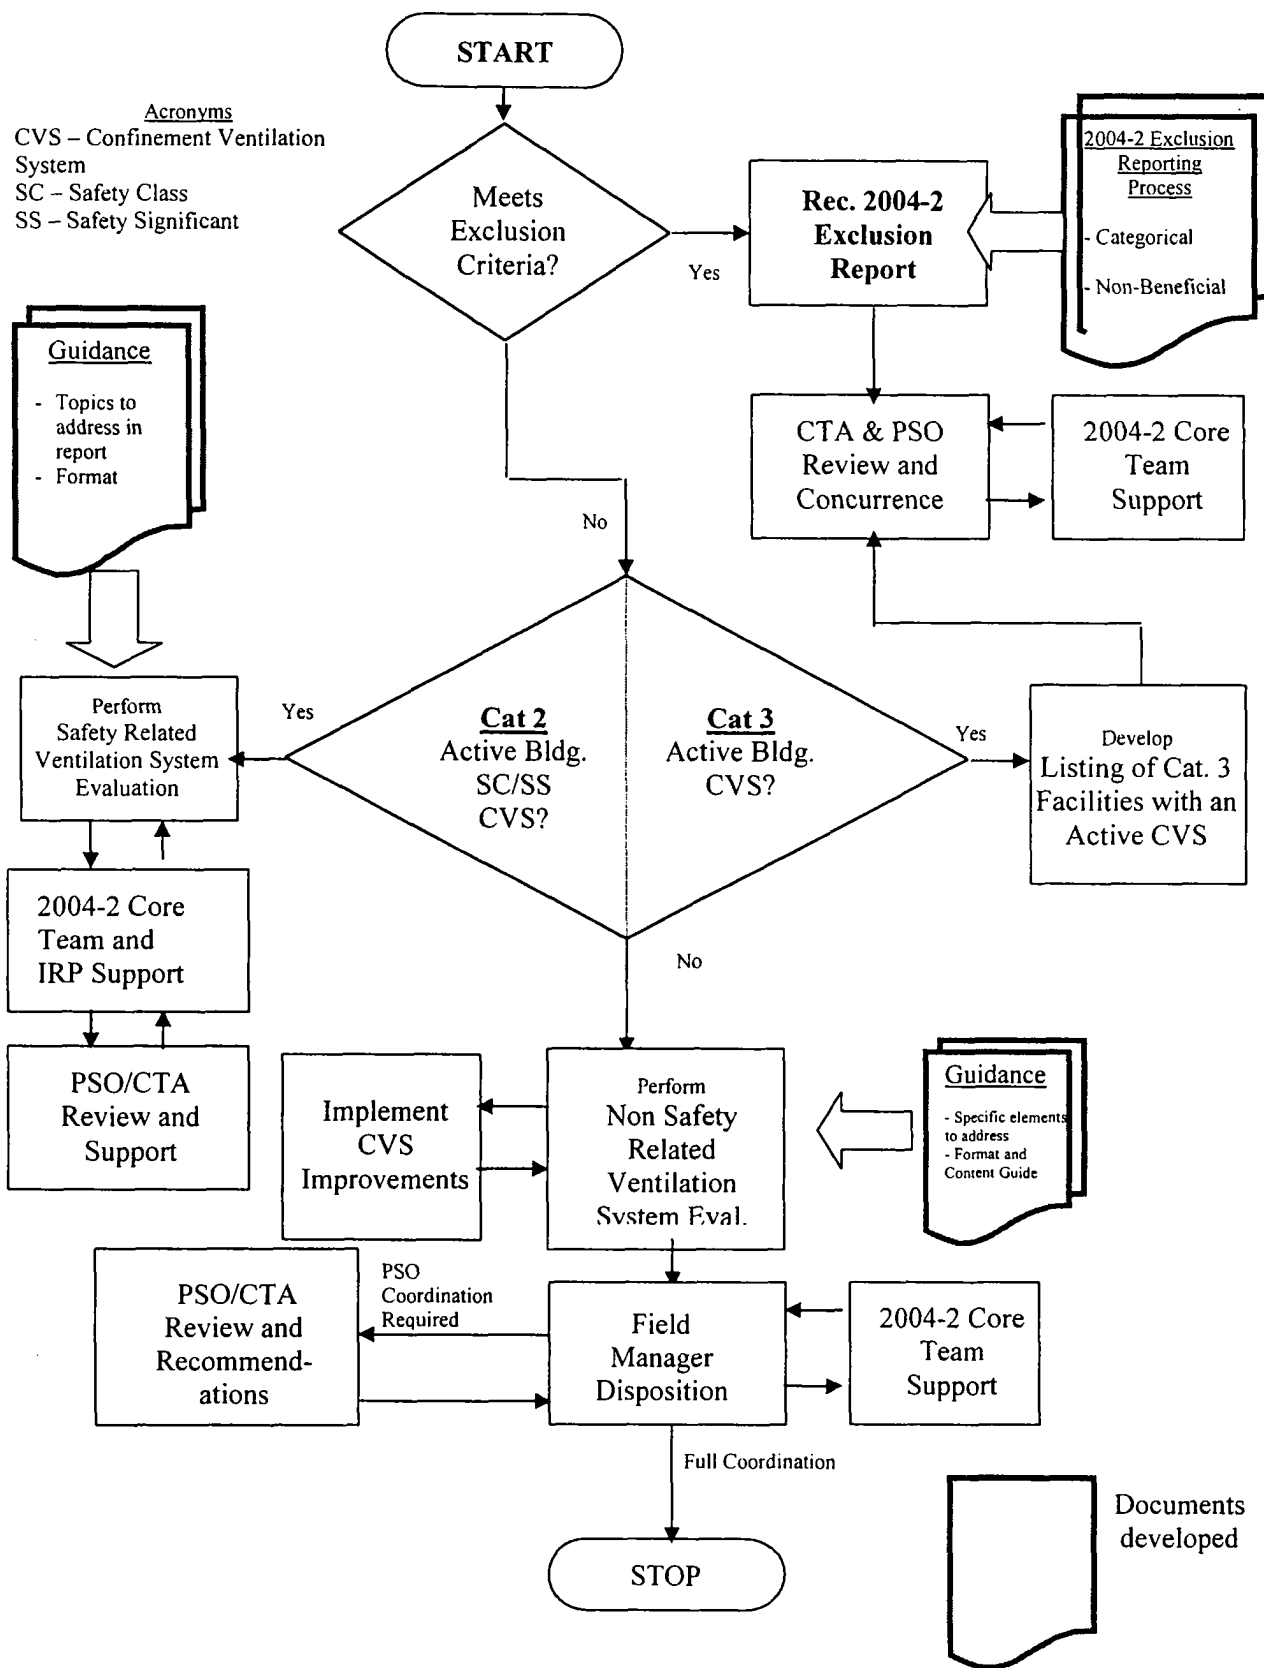 START
Acronyms
CVS – Confinement Ventilation
System
SC – Safety Class
SS – Safety Significant
Meets
Exclusion
Criteria?
Yes
Rec. 2004-2
Exclusion
Report
2004-2 Exclusion
Reporting
Process
- Categorical
- Non-Beneficial
Guidance
- Topics to
address in
report
- Format
CTA & PSO
Review and
Concurrence
2004-2 Core
Team
Support
No
Perform
Safety Related
Ventilation System
Evaluation
Yes
Cat 2
Active Bldg.
SC/SS
CVS?
Cat 3
Active Bldg.
CVS?
Yes
Develop
Listing of Cat. 3
Facilities with an
Active CVS
2004-2 Core
Team and
IRP Support
No
PSO/CTA
Review and
Support
Implement
CVS
Improvements
Perform
Non Safety
Related
Ventilation
System Eval.
Guidance
- Specific elements
to address
- Format and
Content Guide
PSO/CTA
Review and
Recommend-
ations
PSO
Coordination
Required
Field
Manager
Disposition
2004-2 Core
Team
Support
Full Coordination
STOP
Documents
developed